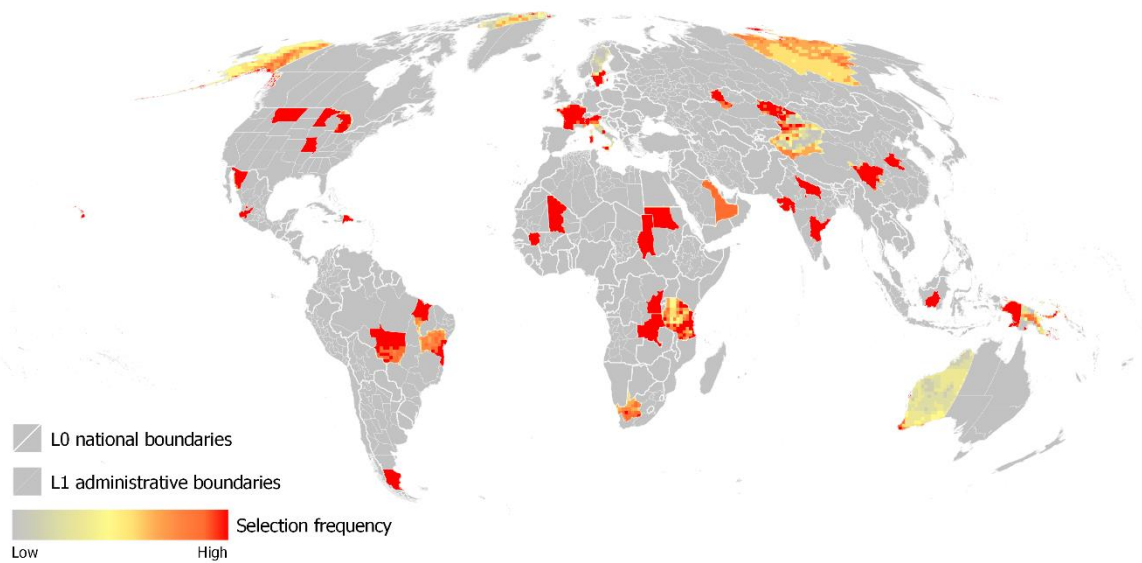 L0 national boundaries
L1 administrative boundaries
Selection frequency
Low High